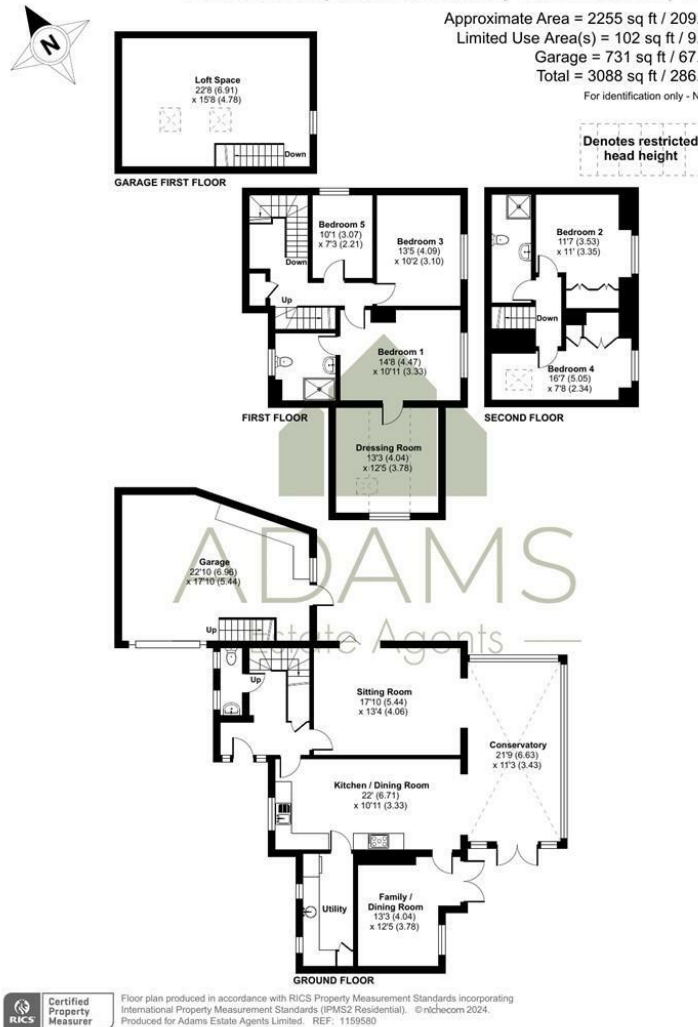 Approximate Area = 2255 sq ft / 209.
Limited Use Area(s) = 102 sq ft / 9.
Garage = 731 sq ft / 67.
Total = 3088 sq ft / 286.
For identification only - N
N
Denotes restricted
head height
Loft Space
22'8 (6.91)
x 15'8 (4.78)
Down
GARAGE FIRST FLOOR
Bedroom 5
10'1 (3.07)
x 7'3 (2.21)
Bedroom 3
13'5 (4.09)
x 10'2 (3.10)
Down
Up
Bedroom 1
14'8 (4.47)
x 10'11 (3.33)
FIRST FLOOR
Dressing Room
13'3 (4.04)
x 12'5 (3.78)
Bedroom 2
11'7 (3.53)
x 11' (3.35)
Down
Bedroom 4
16'7 (5.05)
x 7'8 (2.34)
SECOND FLOOR
ADAMS
Estate Agents
Garage
22'10 (6.96)
x 17'10 (5.44)
Up
Up
Sitting Room
17'10 (5.44)
x 13'4 (4.06)
Conservatory
21'9 (6.63)
x 11'3 (3.43)
Kitchen / Dining Room
22' (6.71)
x 10'11 (3.33)
Utility
Family /
Dining Room
13'3 (4.04)
x 12'5 (3.78)
GROUND FLOOR
RICS
Certified
Property
Measurer
Floor plan produced in accordance with RICS Property Measurement Standards incorporating
International Property Measurement Standards (IPMS2 Residential). ©nichecom 2024.
Produced for Adams Estate Agents Limited. REF: 1159580